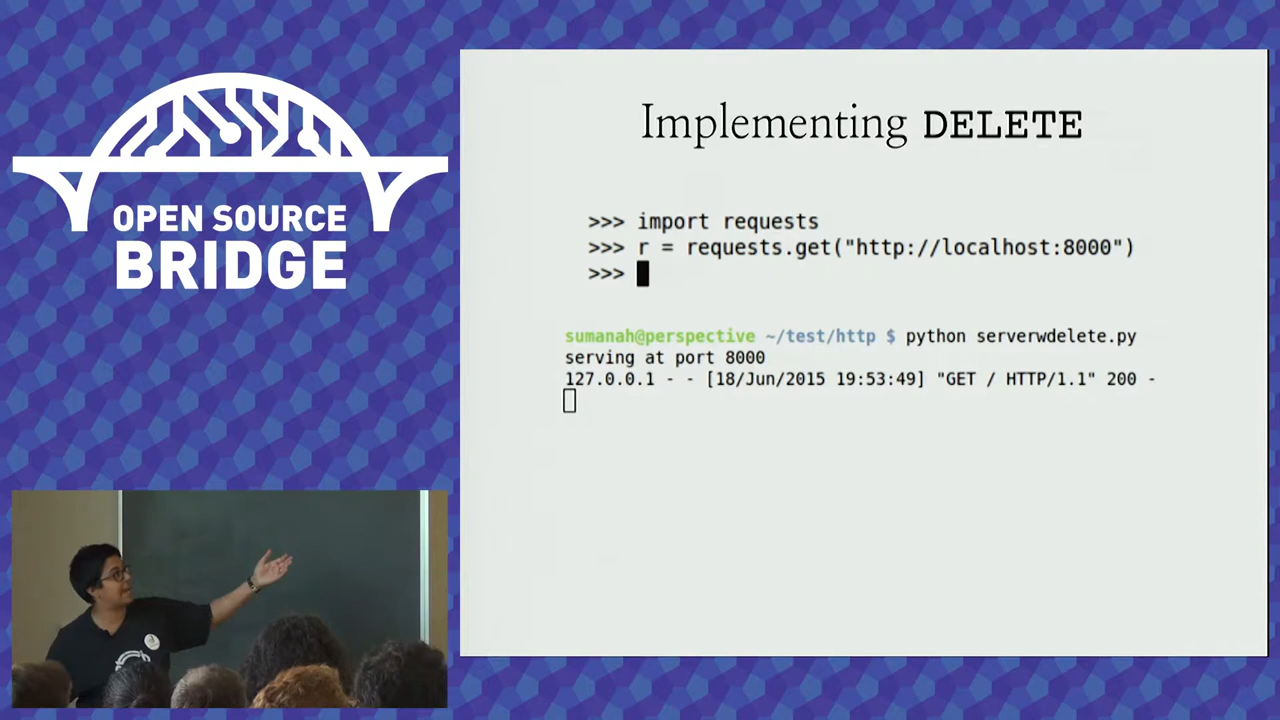 OPEN SOURCE
BRIDGE
Implementing DELETE
>>> import requests
>>> r = requests.get("http://localhost:8000")
>>>
sumanah@perspective ~/test/http $ python serverwdelete.py
serving at port 8000
127.0.0.1 - - [18/Jun/2015 19:53:49] "GET / HTTP/1.1" 200 -